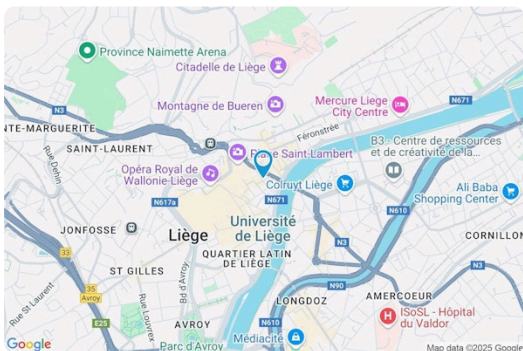 Province Naimette Arena
Citadelle de Liège
N671
Montagne de Bueren
Mercure Liege
City Centre
N3
NTE-MARGUERITE
SAINT-LAURENT
Féronstrée
B3 - Centre de ressources
et de créativité de la...
Place Saint-Lambert
Rue Dehin
Opéra Royal de
Wallonie-Liège
Colruyt Liège
Ali Baba
Shopping Center
N617a
N671
N610
Université
de Liège
JONFOSSE
Liège
CORNILLON
33
N3
QUARTIER LATIN
DE LIÈGE
N3
ST GILLES
35
Avroy
Bd d'Avroy
N90
Rue St Laurent
Rue Louvrex
LONGDOZ
AMERCOEUR
E25
AVROY
N610
ISoSL - Hôpital
du Valdor
Médiacité
Parc d'Avroy
Google
Map data ©2025 Google